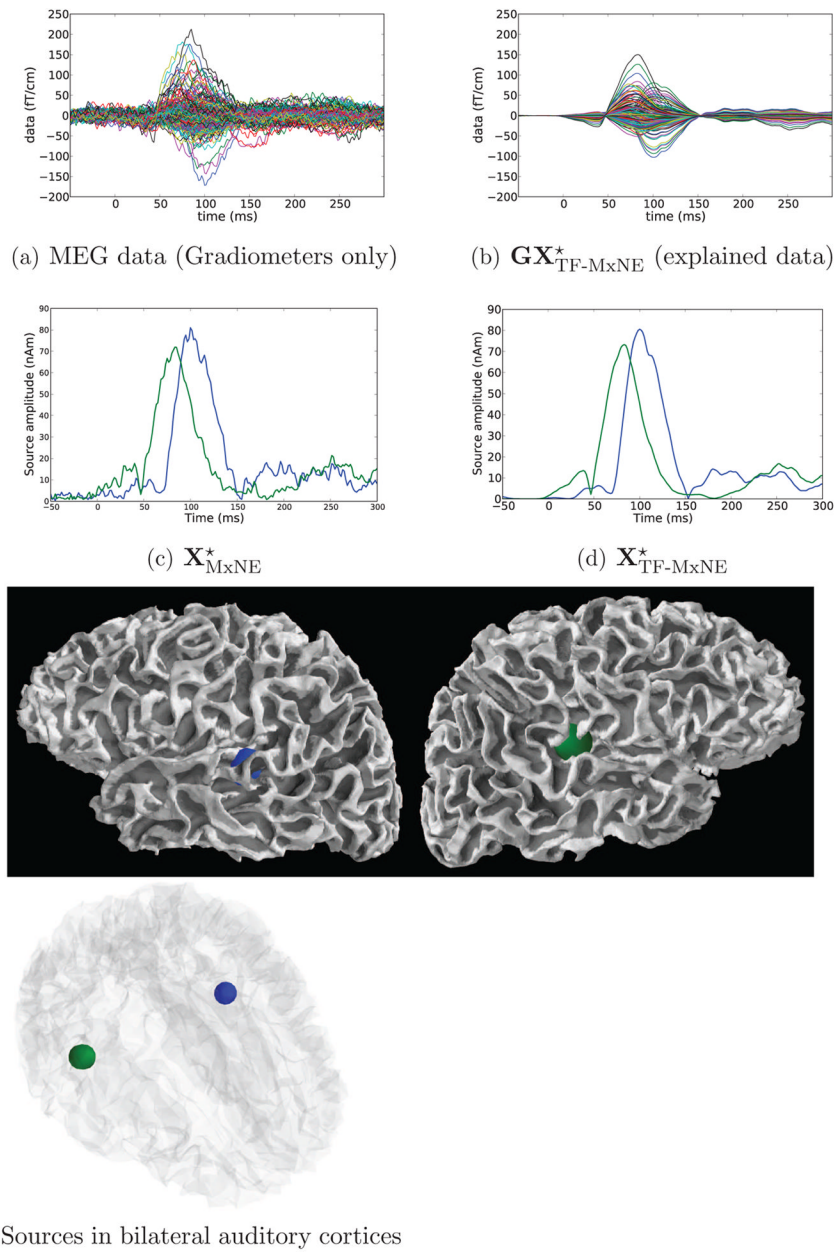 250
200
150
100
50
0
−50
−100
−150
−200
data (fT/cm)
0 50 100 150 200 250
time (ms)
(a) MEG data (Gradiometers only)
250
200
150
100
50
0
−50
−100
−150
−200
data (fT/cm)
0 50 100 150 200 250
time (ms)
(b) GX⋆TF-MxNE (explained data)
90
80
70
60
50
40
30
20
10
0
Source amplitude (nAm)
−50 0 50 100 150 200 250 300
Time (ms)
(c) X⋆MxNE
90
80
70
60
50
40
30
20
10
0
Source amplitude (nAm)
−50 0 50 100 150 200 250 300
Time (ms)
(d) X⋆TF-MxNE
Sources in bilateral auditory cortices